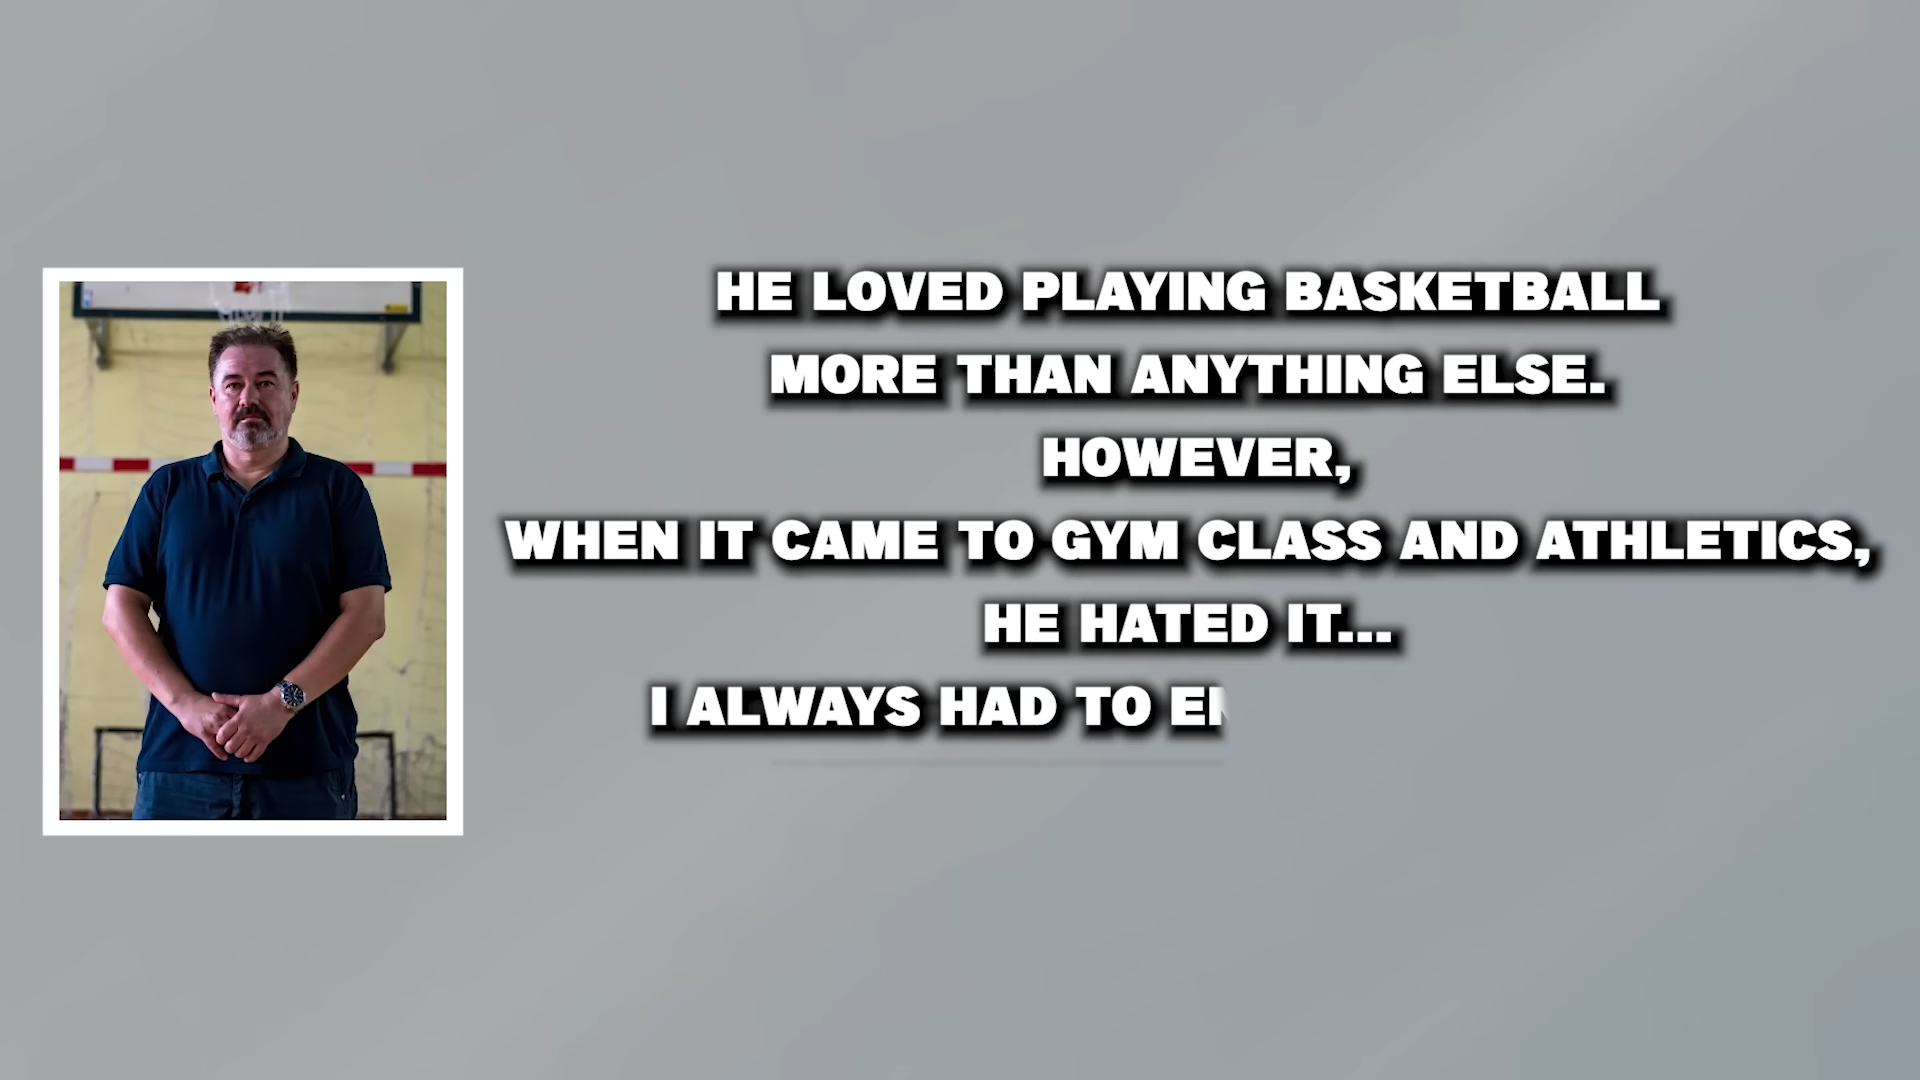 HE LOVED PLAYING BASKETBALL
MORE THAN ANYTHING ELSE.
HOWEVER,
WHEN IT CAME TO GYM CLASS AND ATHLETICS,
HE HATED IT...
I ALWAYS HAD TO